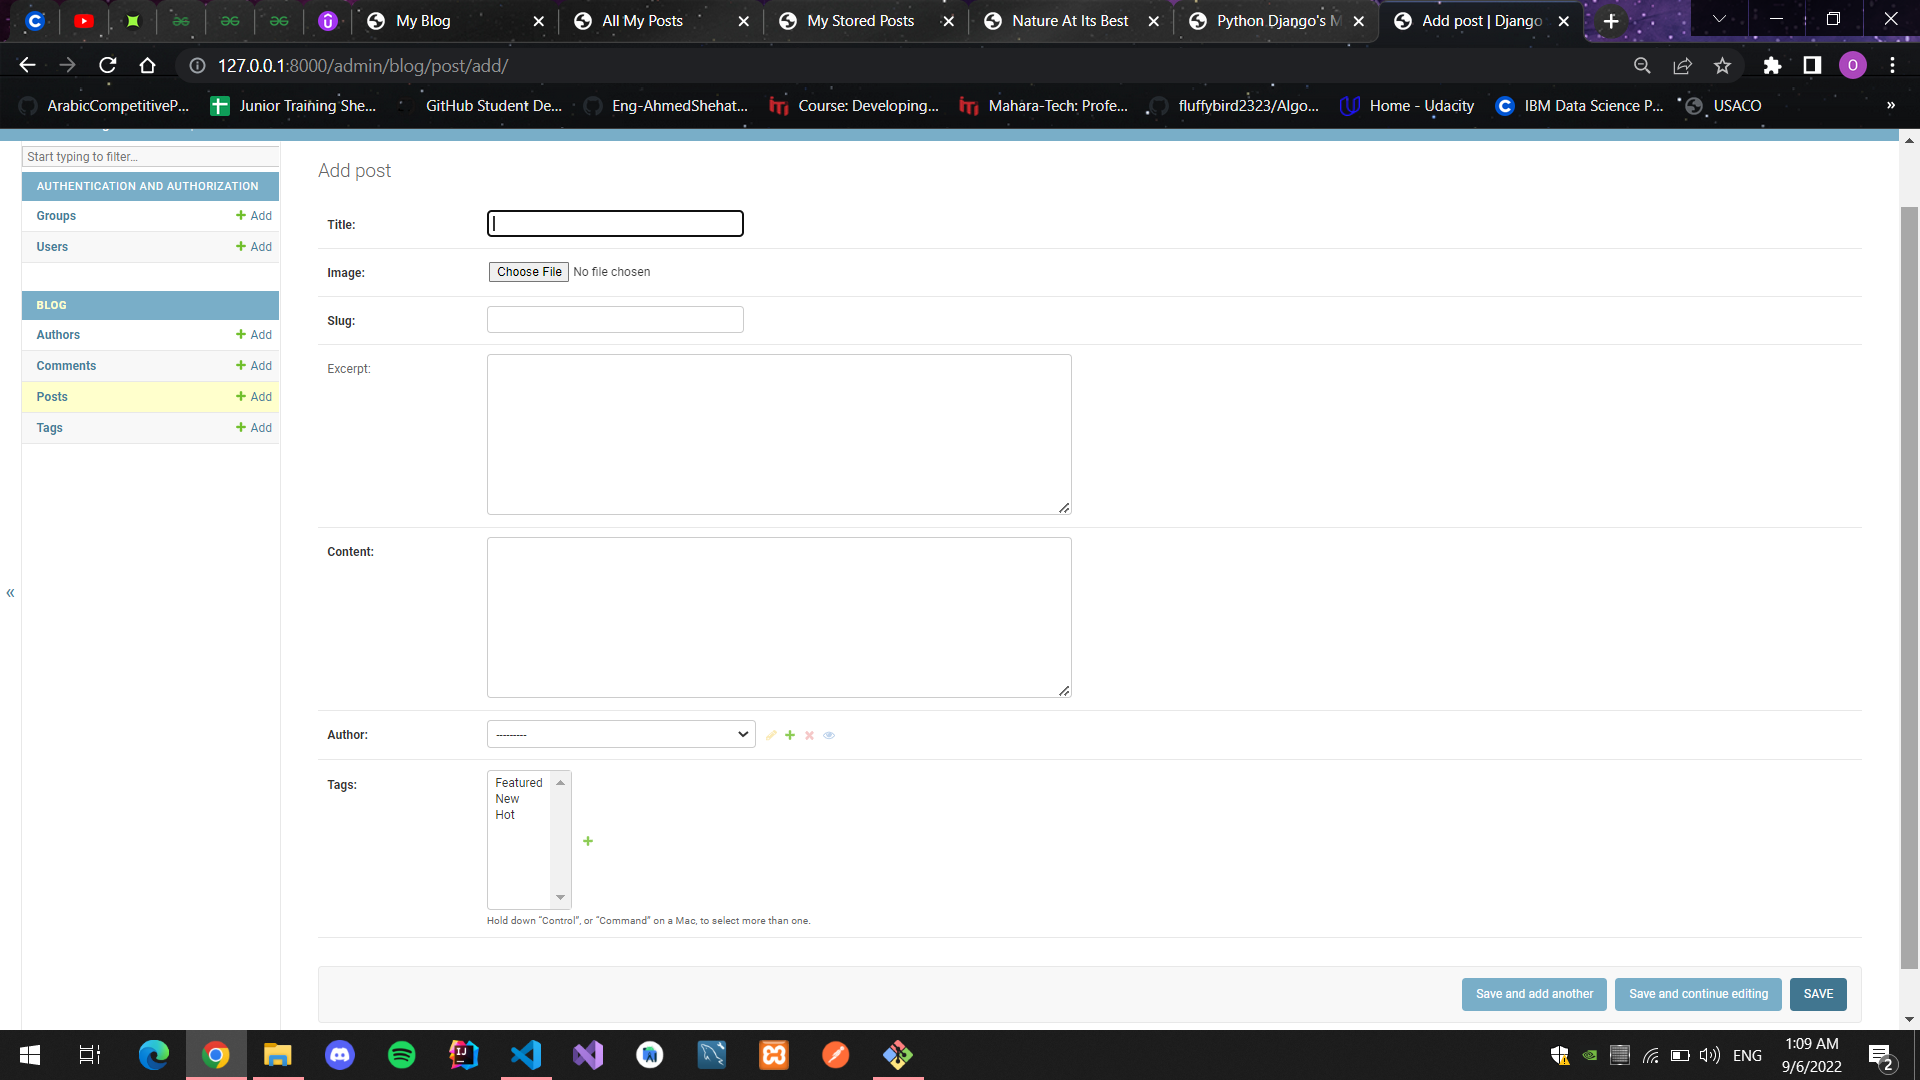 My Blog
All My Posts
My Stored Posts
Nature At Its Best
Python Django's M
Add post | Django
127.0.0.1:8000/admin/blog/post/add/
O
ArabicCompetitiveP...
Junior Training She...
GitHub Student De...
Eng-AhmedShehat...
Course: Developing...
Mahara-Tech: Profe...
fluffybird2323/Algo...
Home - Udacity
IBM Data Science P...
USACO
»
Start typing to filter...
AUTHENTICATION AND AUTHORIZATION
Groups
Add
Users
Add
BLOG
Authors
Add
Comments
Add
Posts
Add
Tags
Add
«
Add post
Title:
Image:
Choose File No file chosen
Slug:
Excerpt:
Content:
Author:
---------
Tags:
Featured
New
Hot
Hold down "Control", or "Command" on a Mac, to select more than one.
Save and add another
Save and continue editing
SAVE
ENG
1:09 AM
9/6/2022
2